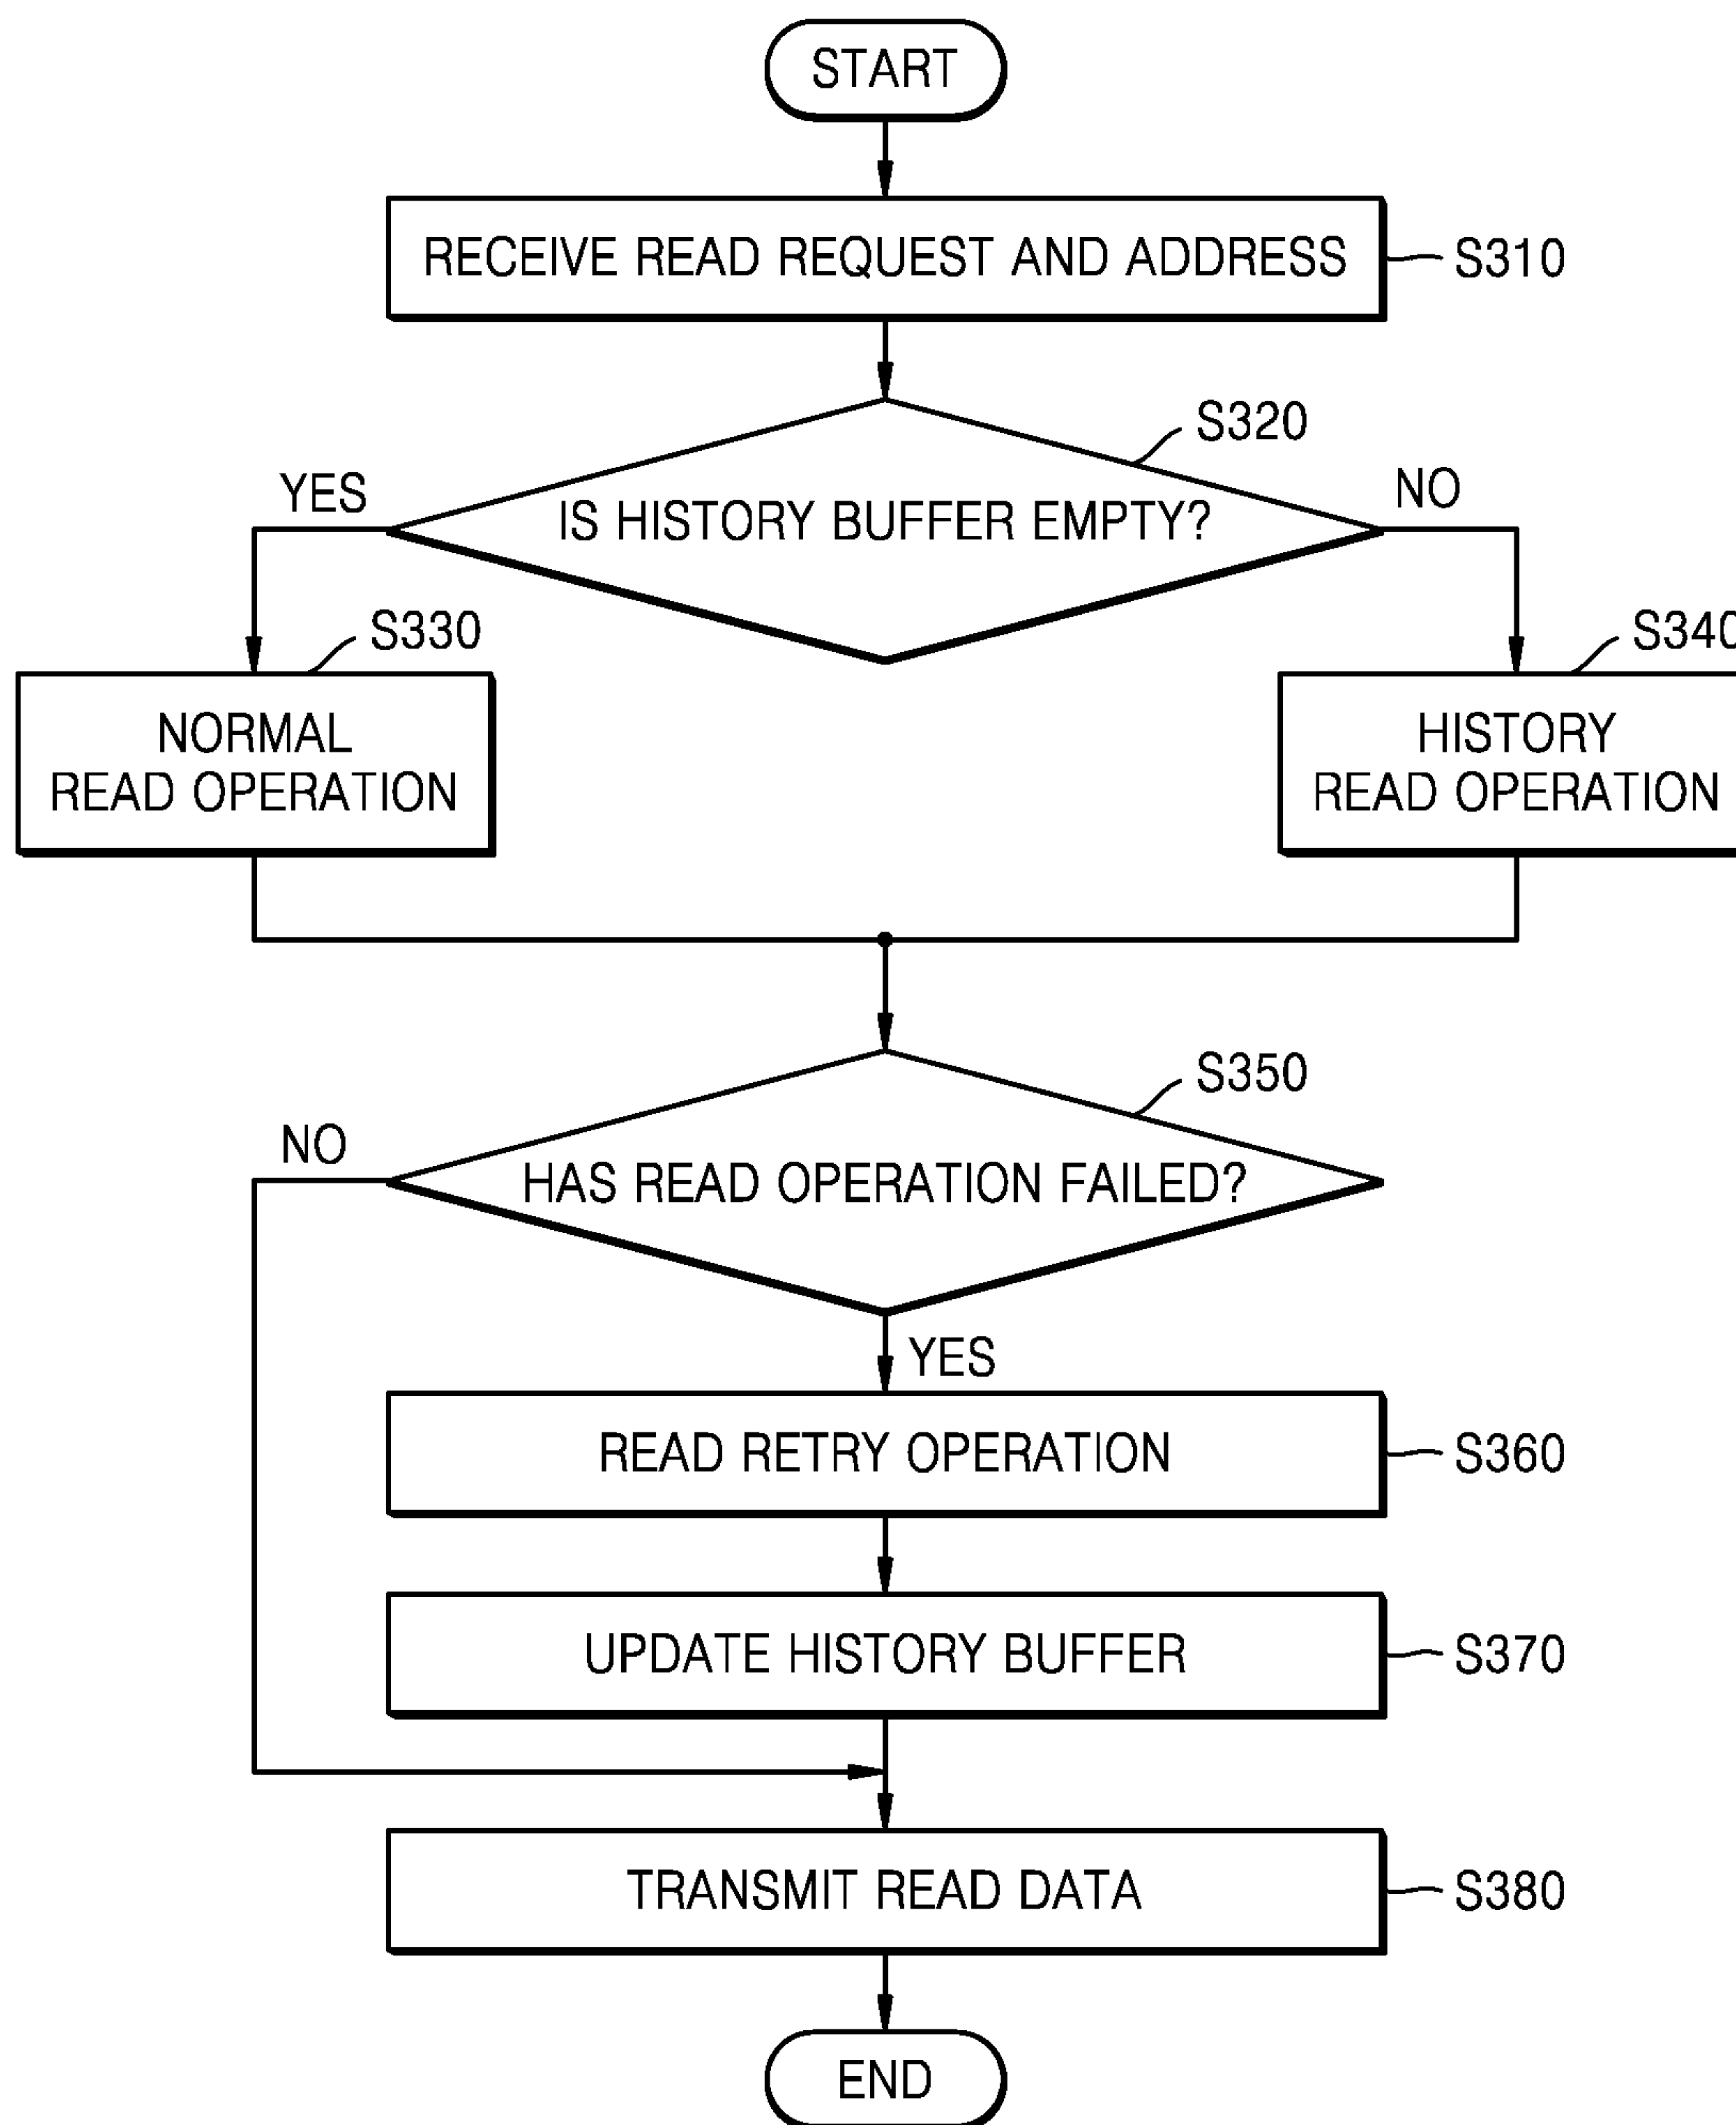 START
RECEIVE READ REQUEST AND ADDRESS
S310
S320
YES
IS HISTORY BUFFER EMPTY?
NO
S330
S340
NORMAL
READ OPERATION
HISTORY
READ OPERATION
S350
NO
HAS READ OPERATION FAILED?
YES
READ RETRY OPERATION
S360
UPDATE HISTORY BUFFER
S370
TRANSMIT READ DATA
S380
END